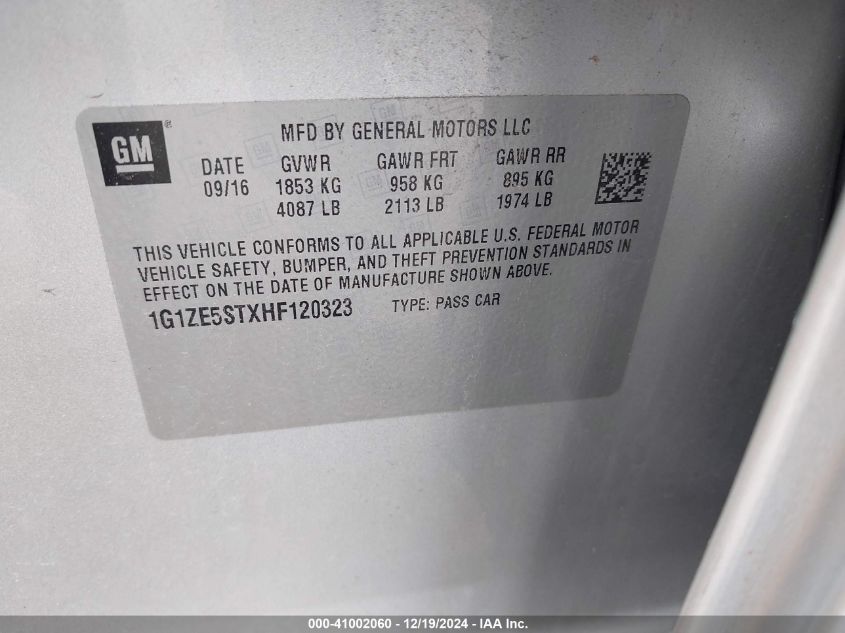 GM®
MFD BY GENERAL MOTORS LLC
DATE GVWR GAWR FRT GAWR RR
09/16 1853 KG 958 KG 895 KG
4087 LB 2113 LB 1974 LB
THIS VEHICLE CONFORMS TO ALL APPLICABLE U.S. FEDERAL MOTOR
VEHICLE SAFETY, BUMPER, AND THEFT PREVENTION STANDARDS IN
EFFECT ON THE DATE OF MANUFACTURE SHOWN ABOVE.
1G1ZE5STXHF120323 TYPE: PASS CAR
000-41002060 - 12/19/2024 - IAA Inc.